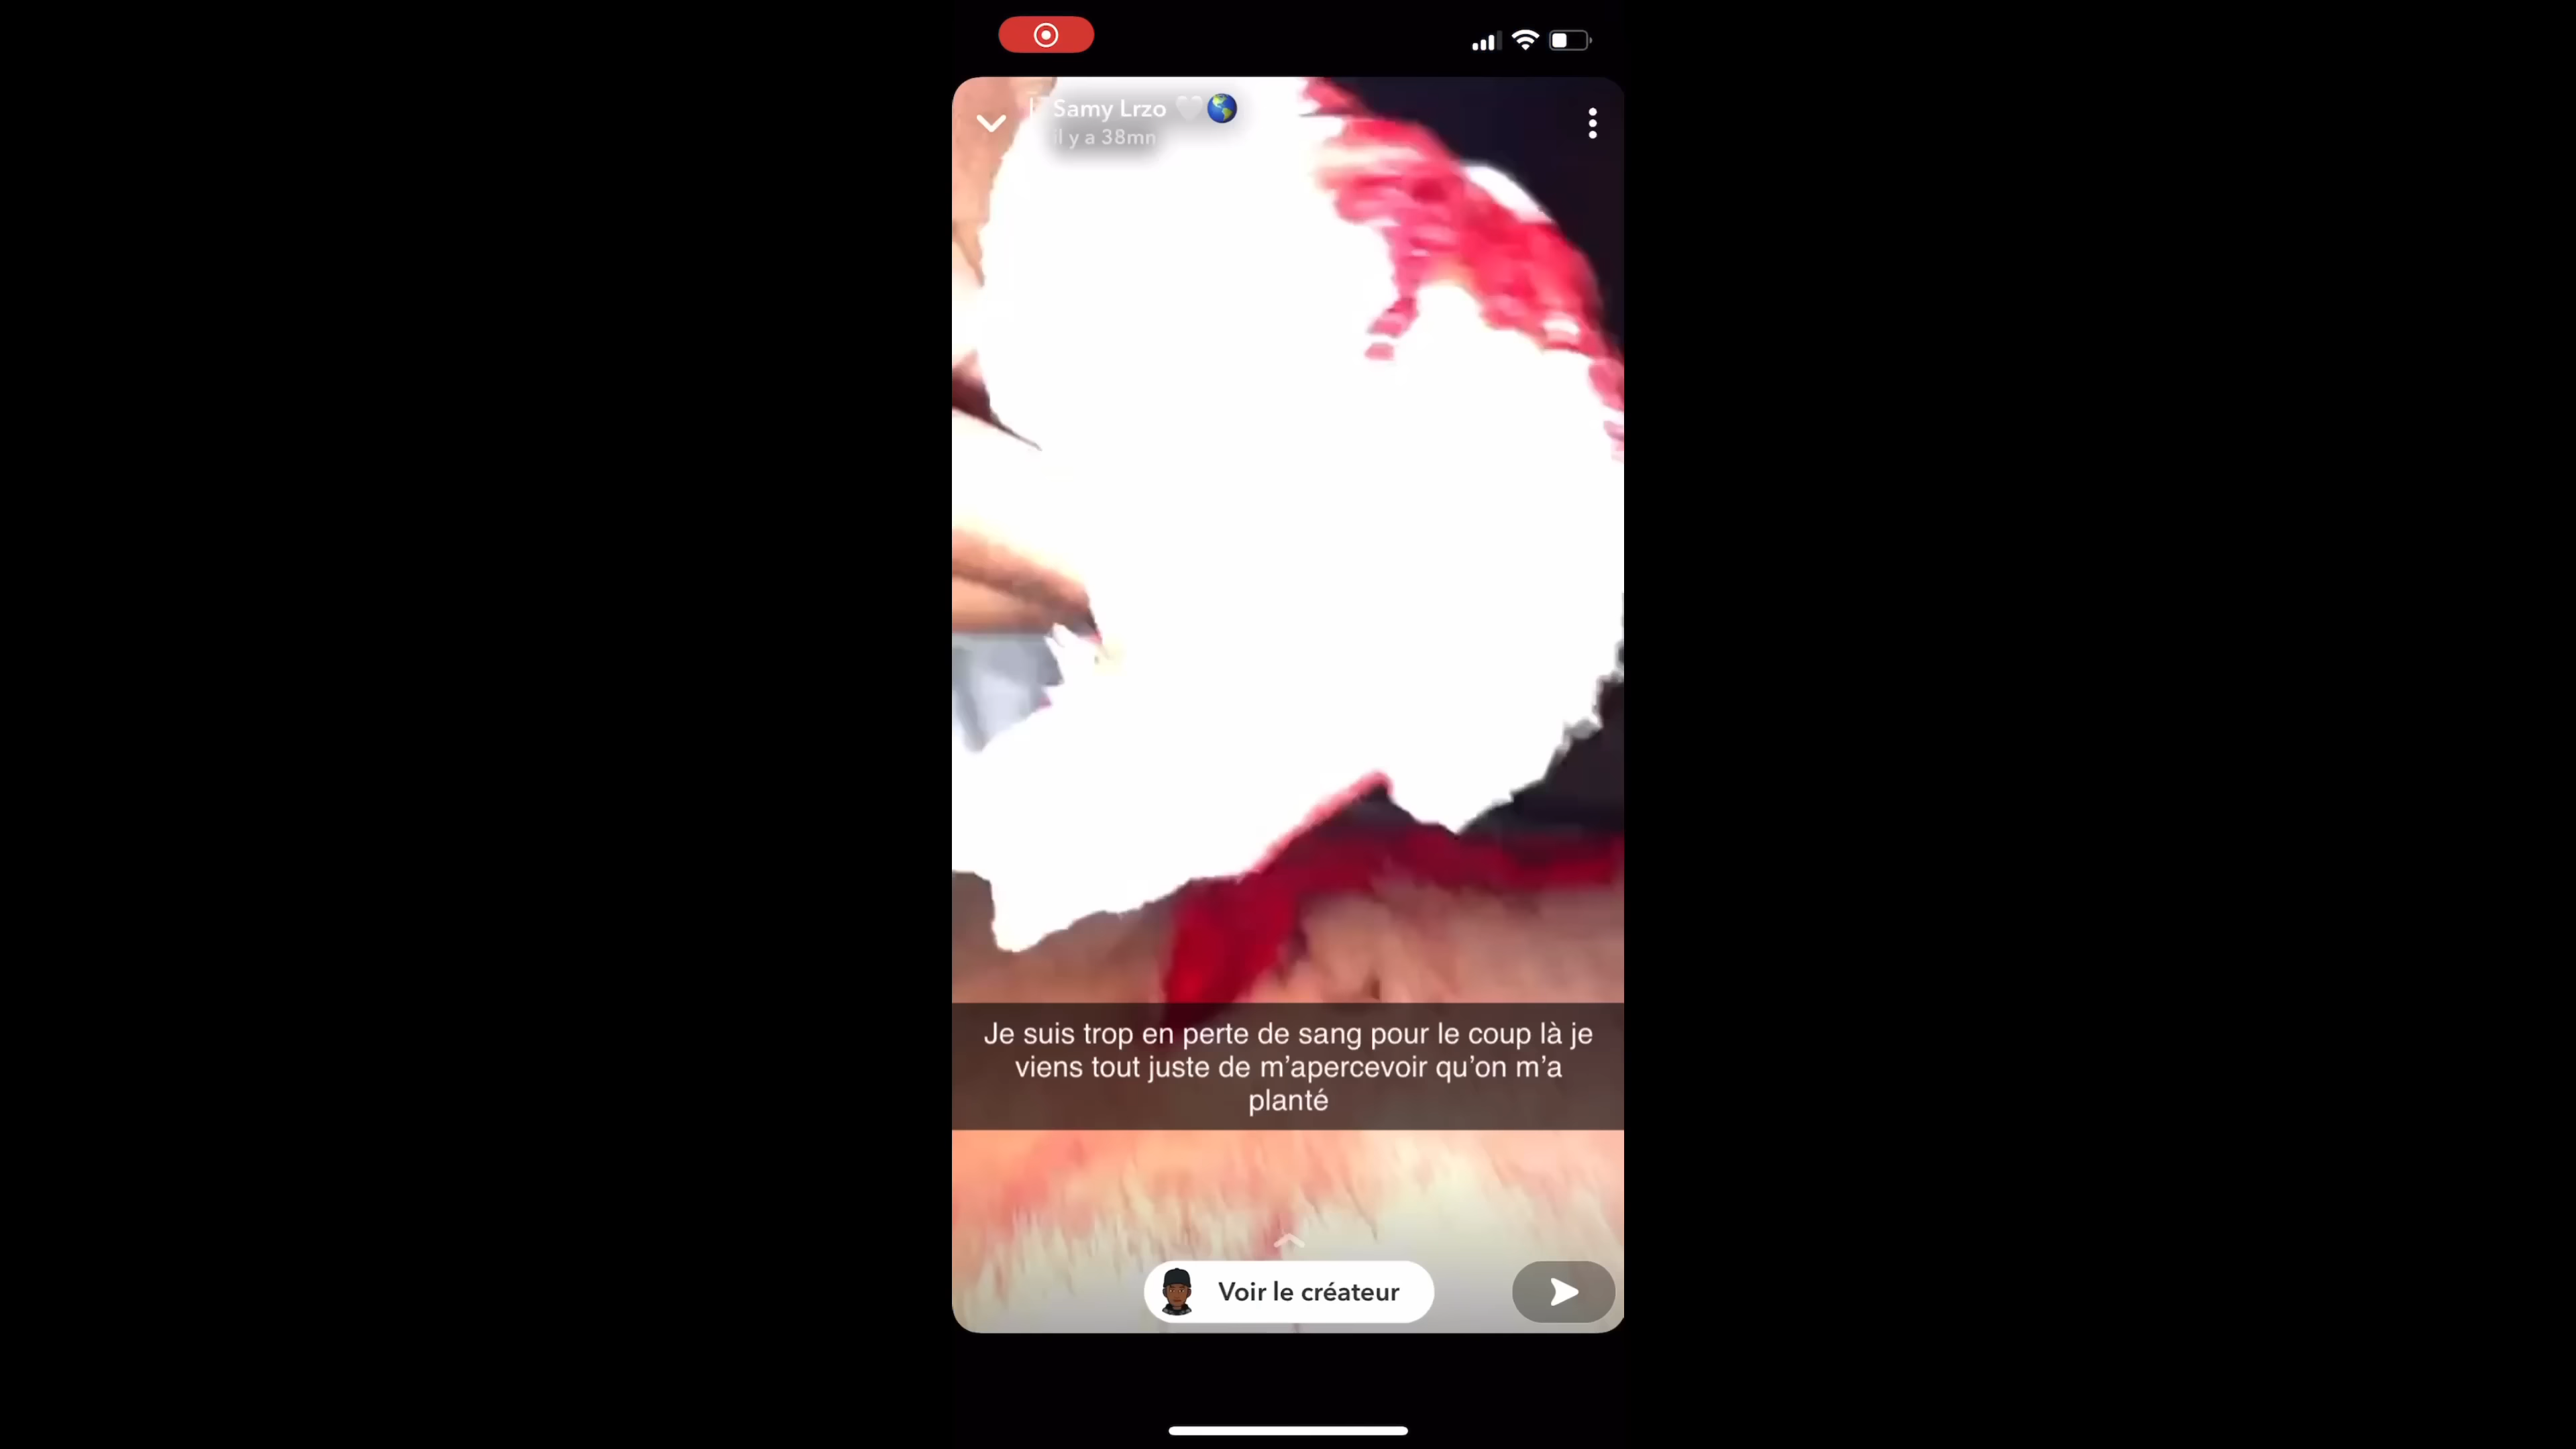 Samy Lrzo 🤍🌎
il y a 38mn
Je suis trop en perte de sang pour le coup là je
viens tout juste de m’apercevoir qu’on m’a
planté
Voir le créateur